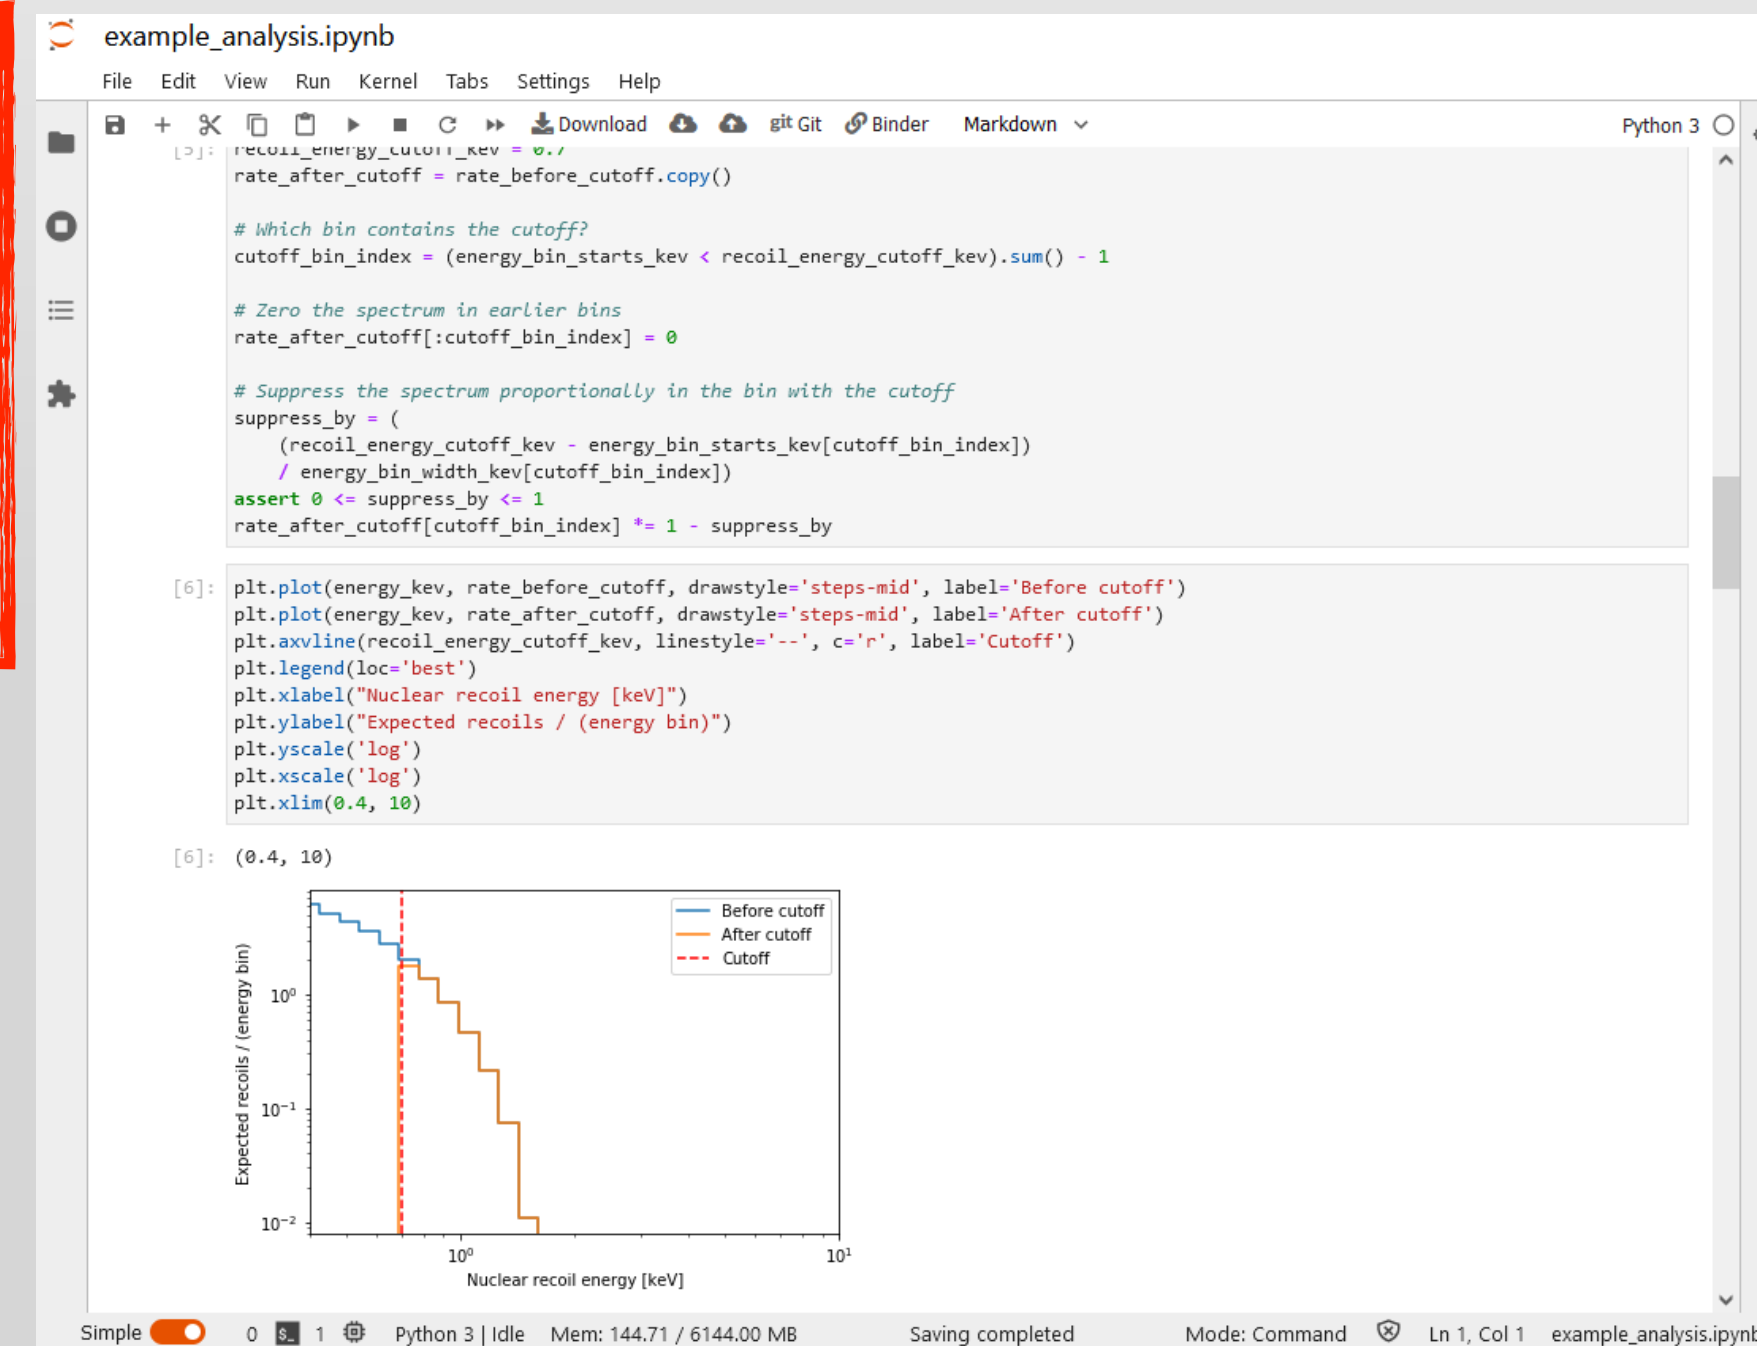 example_analysis.ipynb
File Edit View Run Kernel Tabs Settings Help
Download git Git Binder Markdown Python 3
[5]: recoil_energy_cutoff_kev = 0.7
rate_after_cutoff = rate_before_cutoff.copy()
# Which bin contains the cutoff?
cutoff_bin_index = (energy_bin_starts_kev < recoil_energy_cutoff_kev).sum() - 1
# Zero the spectrum in earlier bins
rate_after_cutoff[:cutoff_bin_index] = 0
# Suppress the spectrum proportionally in the bin with the cutoff
suppress_by = (
(recoil_energy_cutoff_kev - energy_bin_starts_kev[cutoff_bin_index])
/ energy_bin_width_kev[cutoff_bin_index])
assert 0 <= suppress_by <= 1
rate_after_cutoff[cutoff_bin_index] *= 1 - suppress_by
[6]: plt.plot(energy_kev, rate_before_cutoff, drawstyle='steps-mid', label='Before cutoff')
plt.plot(energy_kev, rate_after_cutoff, drawstyle='steps-mid', label='After cutoff')
plt.axvline(recoil_energy_cutoff_kev, linestyle='--', c='r', label='Cutoff')
plt.legend(loc='best')
plt.xlabel("Nuclear recoil energy [keV]")
plt.ylabel("Expected recoils / (energy bin)")
plt.yscale('log')
plt.xscale('log')
plt.xlim(0.4, 10)
[6]: (0.4, 10)
Before cutoff
After cutoff
Cutoff
Expected recoils / (energy bin)
10⁰
10⁻¹
10⁻²
10⁰ 10¹
Nuclear recoil energy [keV]
Simple 0 $_ 1 Python 3 | Idle Mem: 144.71 / 6144.00 MB Saving completed Mode: Command Ln 1, Col 1 example_analysis.ipynb